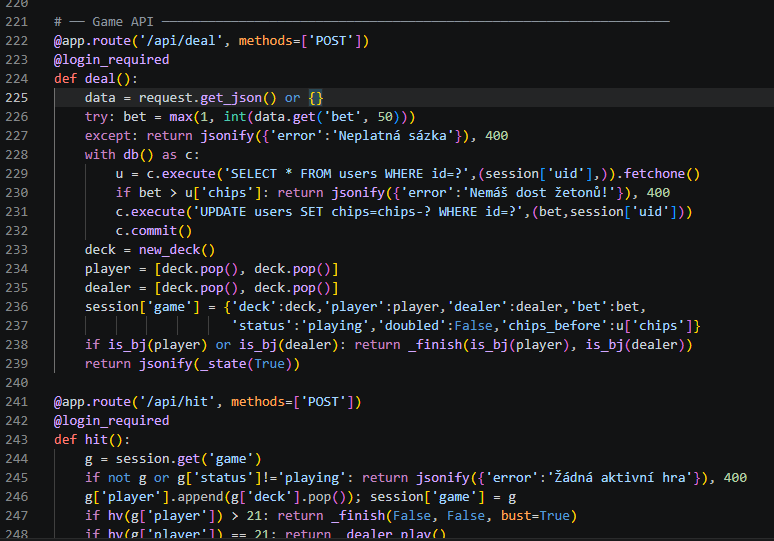 220
221 # ── Game API ──────────────────────────────────────────────────────────────
222 @app.route('/api/deal', methods=['POST'])
223 @login_required
224 def deal():
225     data = request.get_json() or {}
226     try: bet = max(1, int(data.get('bet', 50)))
227     except: return jsonify({'error':'Neplatná sázka'}), 400
228     with db() as c:
229         u = c.execute('SELECT * FROM users WHERE id=?',(session['uid'],)).fetchone()
230         if bet > u['chips']: return jsonify({'error':'Nemáš dost žetonů!'}), 400
231         c.execute('UPDATE users SET chips=chips-? WHERE id=?',(bet,session['uid']))
232         c.commit()
233     deck = new_deck()
234     player = [deck.pop(), deck.pop()]
235     dealer = [deck.pop(), deck.pop()]
236     session['game'] = {'deck':deck,'player':player,'dealer':dealer,'bet':bet,
237                        'status':'playing','doubled':False,'chips_before':u['chips']}
238     if is_bj(player) or is_bj(dealer): return _finish(is_bj(player), is_bj(dealer))
239     return jsonify(_state(True))
240
241 @app.route('/api/hit', methods=['POST'])
242 @login_required
243 def hit():
244     g = session.get('game')
245     if not g or g['status']!='playing': return jsonify({'error':'Žádná aktivní hra'}), 400
246     g['player'].append(g['deck'].pop()); session['game'] = g
247     if hv(g['player']) > 21: return _finish(False, False, bust=True)
248     if hv(g['player']) == 21: return _dealer_play()